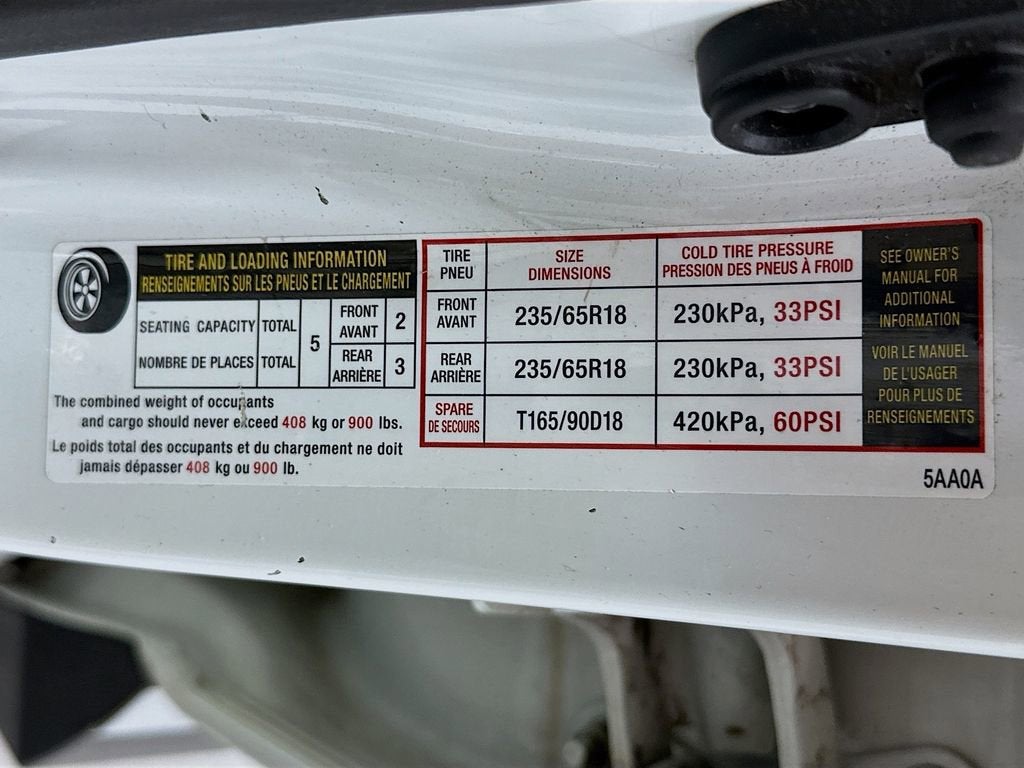 TIRE AND LOADING INFORMATION
RENSEIGNEMENTS SUR LES PNEUS ET LE CHARGEMENT
SEATING CAPACITY TOTAL
NOMBRE DE PLACES TOTAL
5
FRONT
AVANT
2
REAR
ARRIÈRE
3
The combined weight of occupants
and cargo should never exceed 408 kg or 900 lbs.
Le poids total des occupants et du chargement ne doit
jamais dépasser 408 kg ou 900 lb.
TIRE
PNEU
SIZE
DIMENSIONS
COLD TIRE PRESSURE
PRESSION DES PNEUS À FROID
FRONT
AVANT
235/65R18
230kPa, 33PSI
REAR
ARRIÈRE
235/65R18
230kPa, 33PSI
SPARE
DE SECOURS
T165/90D18
420kPa, 60PSI
SEE OWNER'S
MANUAL FOR
ADDITIONAL
INFORMATION
VOIR LE MANUEL
DE L'USAGER
POUR PLUS DE
RENSEIGNEMENTS
5AA0A